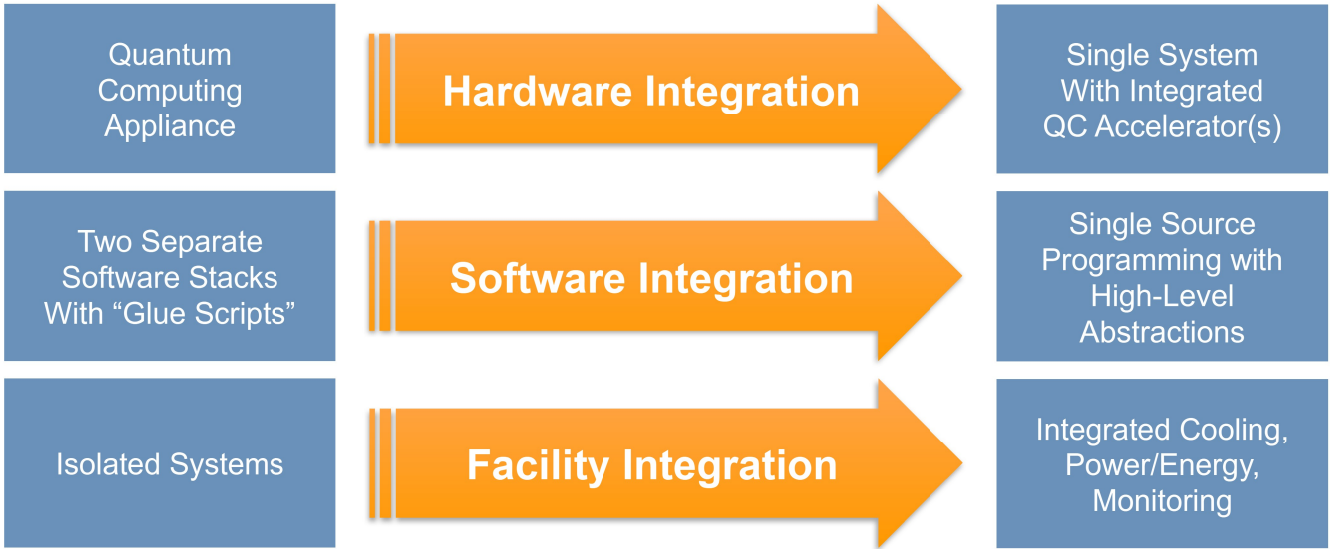 Quantum
Computing
Appliance
Hardware Integration
Single System
With Integrated
QC Accelerator(s)
Two Separate
Software Stacks
With “Glue Scripts”
Software Integration
Single Source
Programming with
High-Level
Abstractions
Isolated Systems
Facility Integration
Integrated Cooling,
Power/Energy,
Monitoring